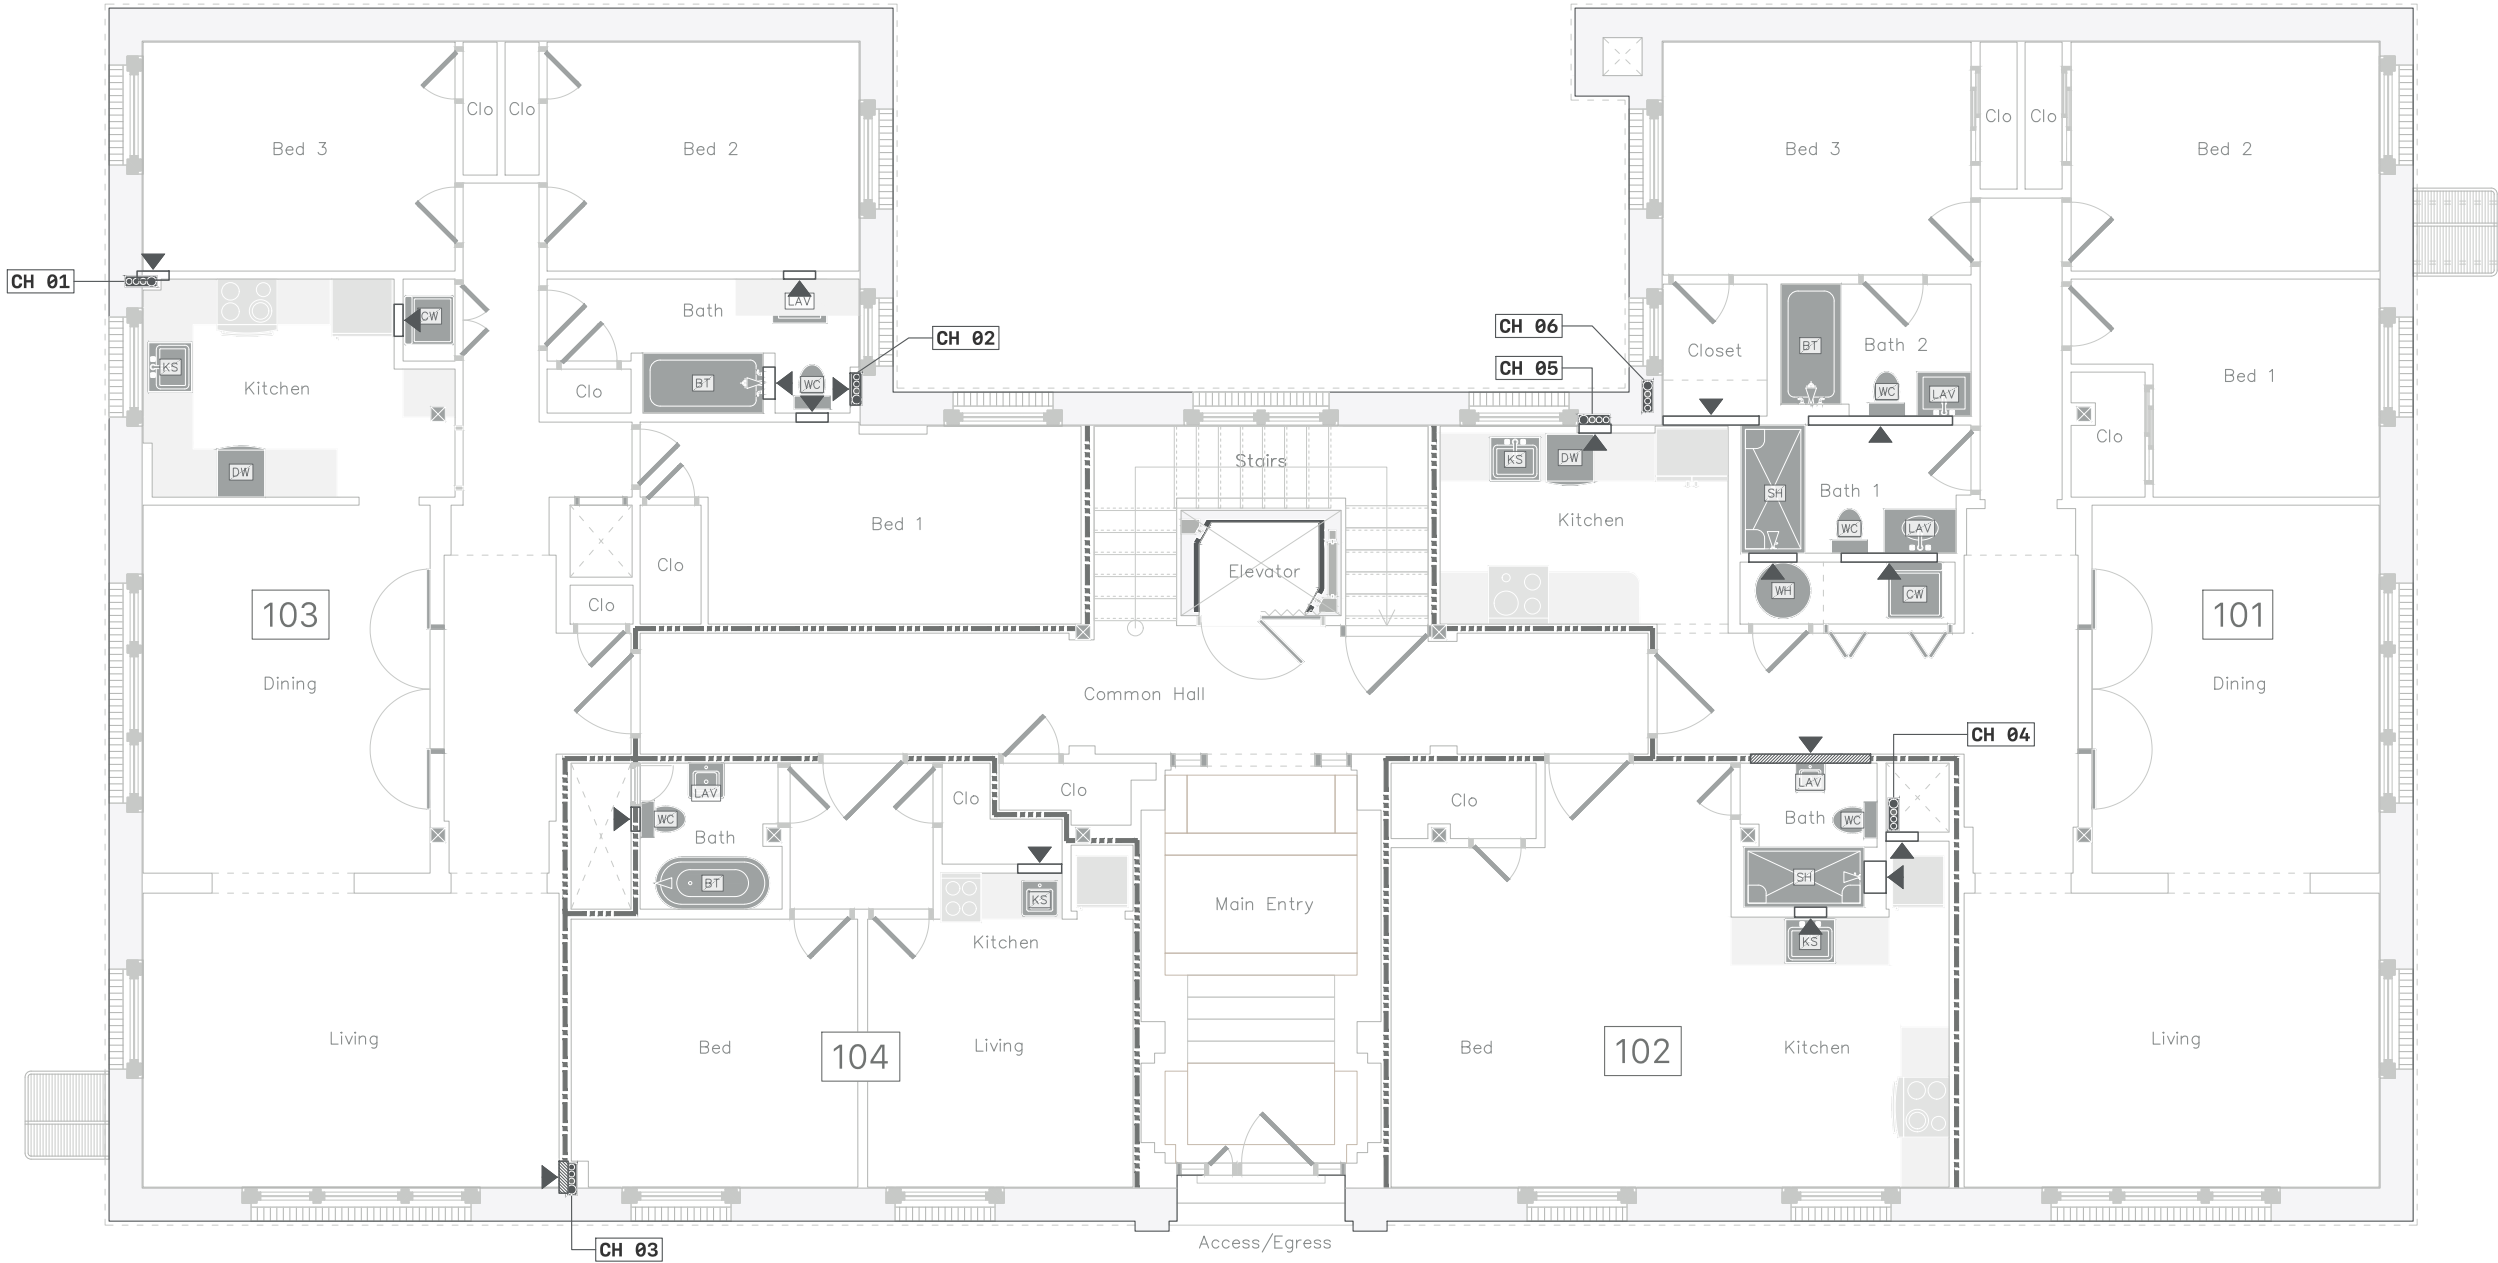 Clo
Clo
Clo
Clo
Bed 3
Bed 2
Bed 3
Bed 2
CH 01
LAV
Bath
CW
CH 02
CH 06
CH 05
KS
Kitchen
BT
WC
Clo
Closet
BT
Bath 2
WC
LAV
Bed 1
DW
Clo
Stairs
KS
DW
SH
Bath 1
Bed 1
Kitchen
WC
LAV
Clo
Elevator
WH
CW
Clo
103
101
Dining
Common Hall
Dining
CH 04
LAV
Clo
Clo
Clo
LAV
WC
Bath
Bath
WC
BT
SH
KS
Main Entry
Kitchen
KS
Living
Bed
104
Living
Bed
102
Kitchen
Living
CH 03
Access/Egress